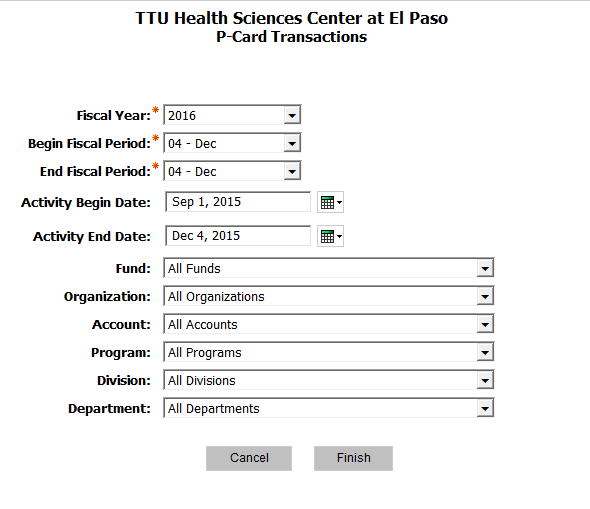 TTU Health Sciences Center at El Paso
P-Card Transactions
Fiscal Year:* 2016
Begin Fiscal Period:* 04 - Dec
End Fiscal Period:* 04 - Dec
Activity Begin Date: Sep 1, 2015
Activity End Date: Dec 4, 2015
Fund: All Funds
Organization: All Organizations
Account: All Accounts
Program: All Programs
Division: All Divisions
Department: All Departments
Cancel Finish